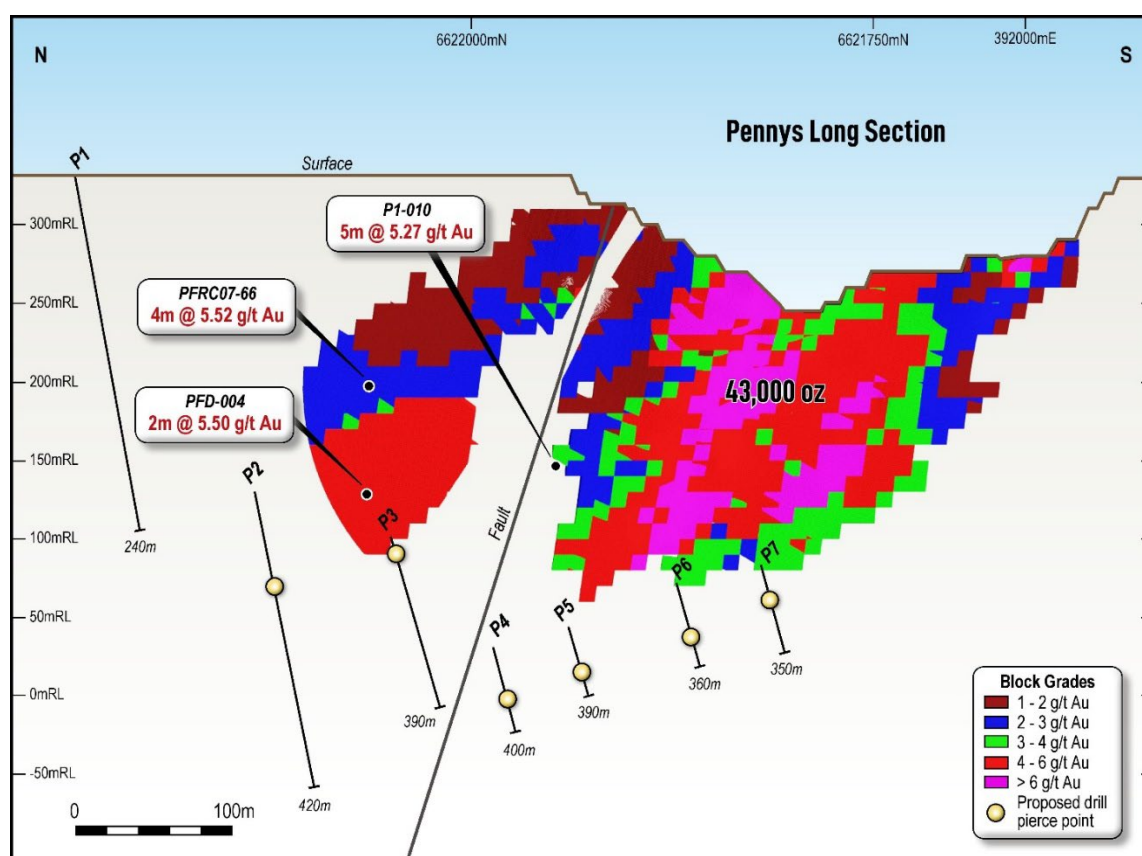 6622000mN
6621750mN
392000mE
N
S
Pennys Long Section
P1
Surface
P1-010
5m @ 5.27 g/t Au
300mRL
PFRC07-66
4m @ 5.52 g/t Au
250mRL
200mRL
43,000 oz
PFD-004
2m @ 5.50 g/t Au
150mRL
P2
P3
Fault
100mRL
240m
P7
P6
50mRL
P5
P4
0mRL
390m
400m
390m
360m
350m
-50mRL
420m
0
100m
Block Grades
1 - 2 g/t Au
2 - 3 g/t Au
3 - 4 g/t Au
4 - 6 g/t Au
> 6 g/t Au
Proposed drill
pierce point